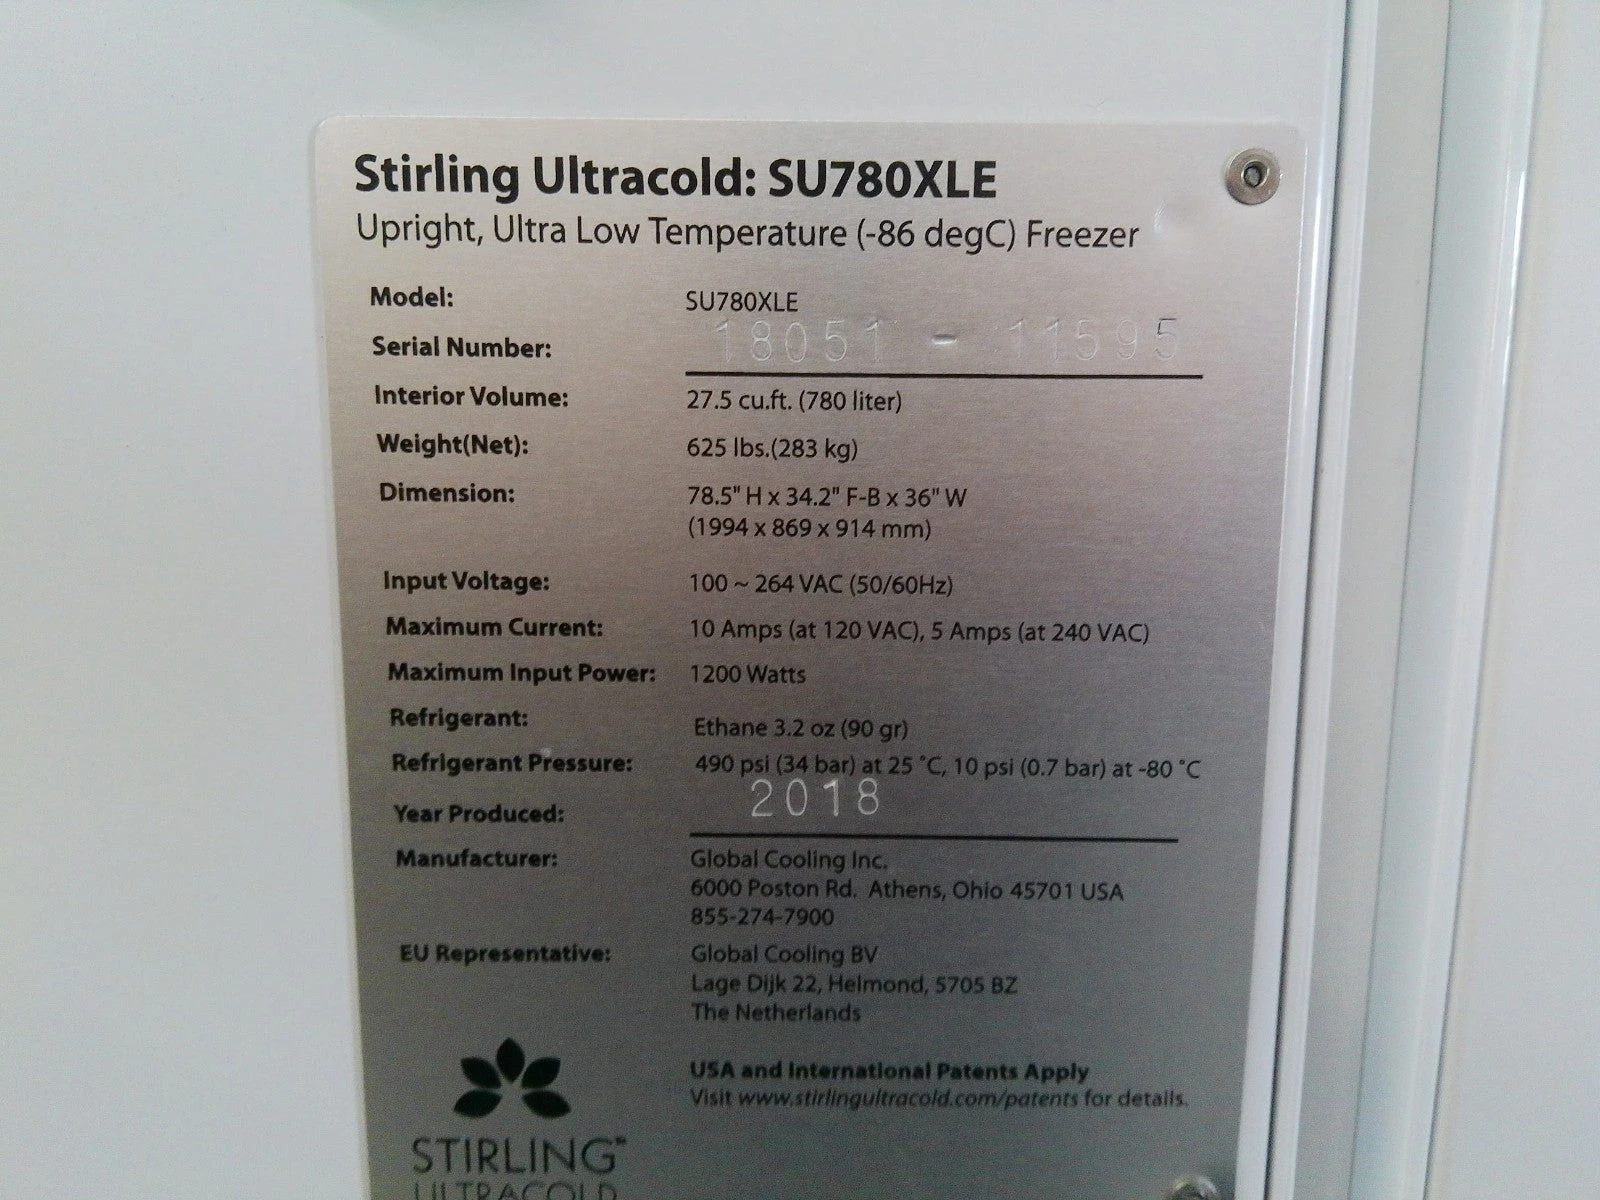 Stirling Ultracold: SU780XLE
Upright, Ultra Low Temperature (-86 degC) Freezer
Model: SU780XLE
Serial Number: 18051 - 11595
Interior Volume: 27.5 cu.ft. (780 liter)
Weight(Net): 625 lbs.(283 kg)
Dimension: 78.5" H x 34.2" F-B x 36" W
(1994 x 869 x 914 mm)
Input Voltage: 100 ~ 264 VAC (50/60Hz)
Maximum Current: 10 Amps (at 120 VAC), 5 Amps (at 240 VAC)
Maximum Input Power: 1200 Watts
Refrigerant: Ethane 3.2 oz (90 gr)
Refrigerant Pressure: 490 psi (34 bar) at 25 °C, 10 psi (0.7 bar) at -80 °C
Year Produced: 2018
Manufacturer: Global Cooling Inc.
6000 Poston Rd. Athens, Ohio 45701 USA
855-274-7900
EU Representative: Global Cooling BV
Lage Dijk 22, Helmond, 5705 BZ
The Netherlands
USA and International Patents Apply
Visit www.stirlingultracold.com/patents for details.
STIRLING™
ULTRACOLD